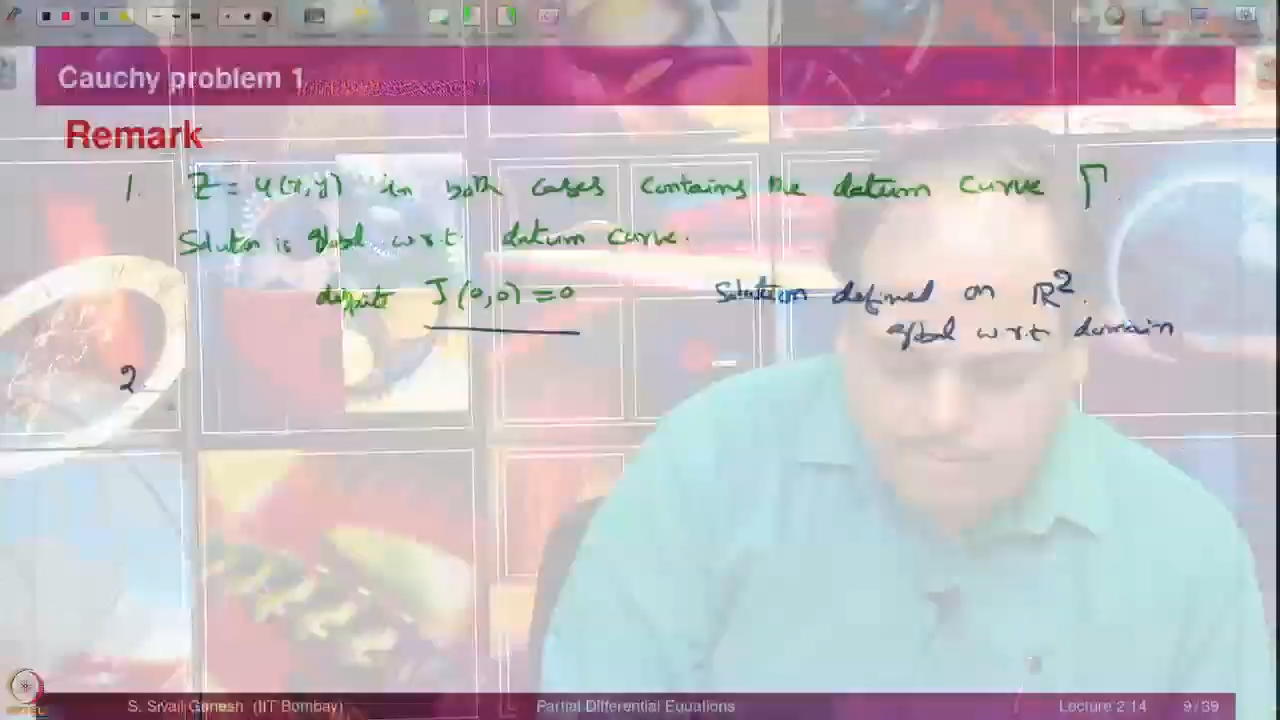 Cauchy problem 1
Remark
1. Z = u(x,y) in both cases contains the datum curve Γ.
Solution is global w.r.t. datum curve.
despite J(0,0) = 0
Solution defined on ℝ².
global w.r.t domain
2
S. Sivaji Ganesh (IIT Bombay) Partial Differential Equations Lecture 2.14 9/39